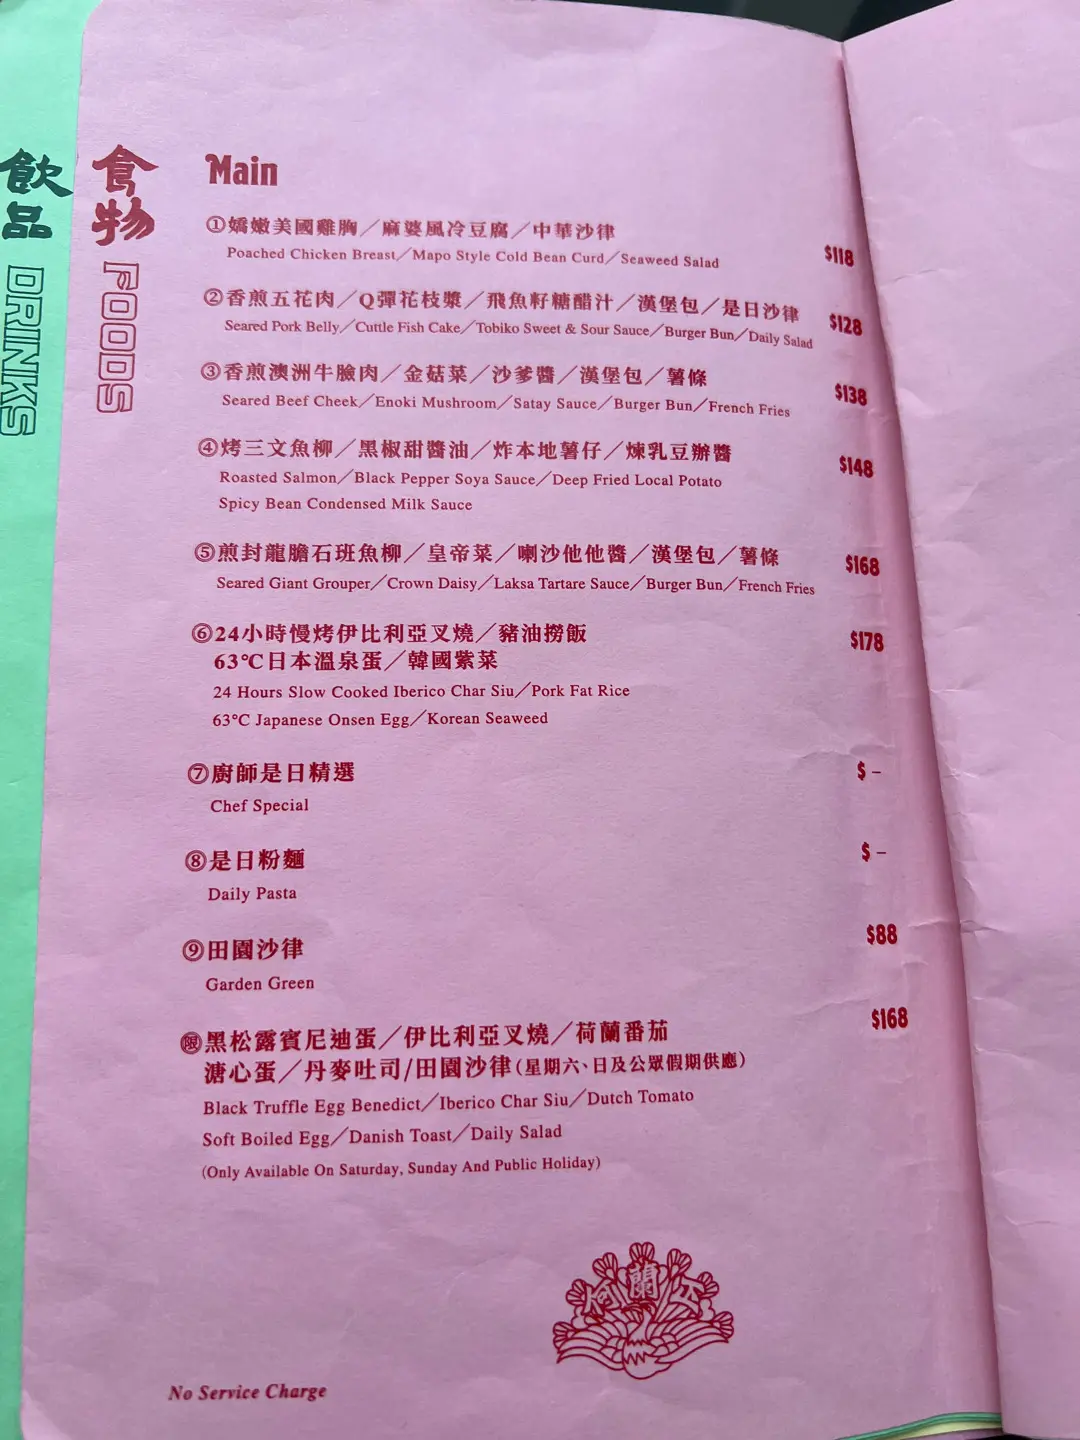 飲品 DRINKS
食物 FOODS
Main
①嬌嫩美國雞胸／麻婆風冷豆腐／中華沙律
Poached Chicken Breast／Mapo Style Cold Bean Curd／Seaweed Salad
$118
②香煎五花肉／Q彈花枝漿／飛魚籽糖醋汁／漢堡包／是日沙律
Seared Pork Belly／Cuttle Fish Cake／Tobiko Sweet & Sour Sauce／Burger Bun／Daily Salad
$128
③香煎澳洲牛臉肉／金菇菜／沙爹醬／漢堡包／薯條
Seared Beef Cheek／Enoki Mushroom／Satay Sauce／Burger Bun／French Fries
$138
④烤三文魚柳／黑椒甜醬油／炸本地薯仔／煉乳豆辦醬
Roasted Salmon／Black Pepper Soya Sauce／Deep Fried Local Potato
Spicy Bean Condensed Milk Sauce
$148
⑤煎封龍膽石班魚柳／皇帝菜／喇沙他他醬／漢堡包／薯條
Seared Giant Grouper／Crown Daisy／Laksa Tartare Sauce／Burger Bun／French Fries
$168
⑥24小時慢烤伊比利亞叉燒／豬油撈飯
63℃日本溫泉蛋／韓國紫菜
24 Hours Slow Cooked Iberico Char Siu／Pork Fat Rice
63℃ Japanese Onsen Egg／Korean Seaweed
$178
⑦廚師是日精選
Chef Special
$ –
⑧是日粉麵
Daily Pasta
$ –
⑨田園沙律
Garden Green
$88
限黑松露賓尼迪蛋／伊比利亞叉燒／荷蘭番茄
溏心蛋／丹麥吐司/田園沙律（星期六、日及公眾假期供應）
Black Truffle Egg Benedict／Iberico Char Siu／Dutch Tomato
Soft Boiled Egg／Danish Toast／Daily Salad
(Only Available On Saturday, Sunday And Public Holiday)
$168
No Service Charge